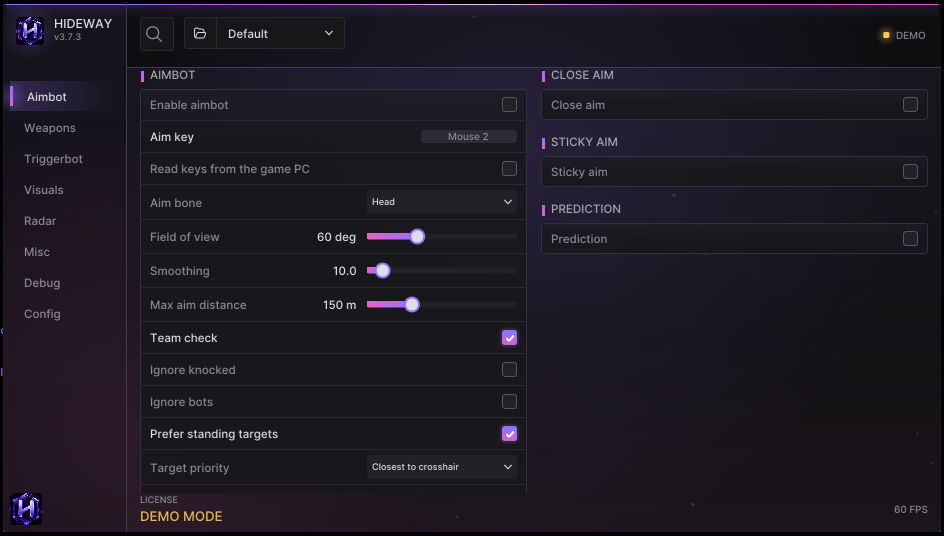 HIDEWAY
v3.7.3
Default
DEMO
Aimbot
Weapons
Triggerbot
Visuals
Radar
Misc
Debug
Config
AIMBOT
Enable aimbot
Aim key Mouse 2
Read keys from the game PC
Aim bone Head
Field of view 60 deg
Smoothing 10.0
Max aim distance 150 m
Team check
Ignore knocked
Ignore bots
Prefer standing targets
Target priority Closest to crosshair
CLOSE AIM
Close aim
STICKY AIM
Sticky aim
PREDICTION
Prediction
LICENSE
DEMO MODE
60 FPS